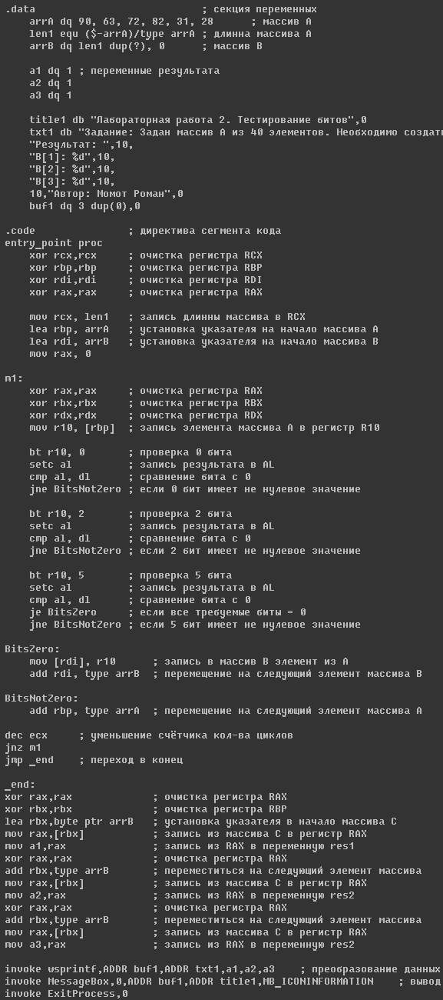 .data                           ; секция переменных
    arrA dq 90, 63, 72, 82, 31, 28      ; массив A
    len1 equ ($-arrA)/type arrA ; длинна массива A
    arrB dq len1 dup(?), 0      ; массив B
    a1 dq 1 ; переменные результата
    a2 dq 1
    a3 dq 1
    title1 db "Лабораторная работа 2. Тестирование битов",0
    txt1 db "Задание: Задан массив A из 40 элементов. Необходимо создат
    "Результат: ",10,
    "B[1]: %d",10,
    "B[2]: %d",10,
    "B[3]: %d",10,
    10,"Автор: Момот Роман",0
    buf1 dq 3 dup(0),0
.code               ; директива сегмента кода
entry_point proc
    xor rcx,rcx     ; очистка регистра RCX
    xor rbp,rbp     ; очистка регистра RBP
    xor rdi,rdi     ; очистка регистра RDI
    xor rax,rax     ; очистка регистра RAX
    mov rcx, len1   ; запись длинны массива в RCX
    lea rbp, arrA   ; установка указателя на начало массива A
    lea rdi, arrB   ; установка указателя на начало массива B
    mov rax, 0
m1:
    xor rax,rax     ; очистка регистра RAX
    xor rbx,rbx     ; очистка регистра RBX
    xor rdx,rdx     ; очистка регистра RDX
    mov r10, [rbp]  ; запись элемента массива A в регистр R10
    bt r10, 0       ; проверка 0 бита
    setc al         ; запись результата в AL
    cmp al, dl      ; сравнение бита с 0
    jne BitsNotZero ; если 0 бит имеет не нулевое значение
    bt r10, 2       ; проверка 2 бита
    setc al         ; запись результата в AL
    cmp al, dl      ; сравнение бита с 0
    jne BitsNotZero ; если 2 бит имеет не нулевое значение
    bt r10, 5       ; проверка 5 бита
    setc al         ; запись результата в AL
    cmp al, dl      ; сравнение бита с 0
    je BitsZero     ; если все требуемые биты = 0
    jne BitsNotZero ; если 5 бит имеет не нулевое значение
BitsZero:
    mov [rdi], r10      ; запись в массив B элемент из A
    add rdi, type arrB  ; перемещение на следующий элемент массива B
BitsNotZero:
    add rbp, type arrA  ; перемещение на следующий элемент массива A
dec ecx     ; уменьшение счётчика кол-ва циклов
jnz m1
jmp _end    ; переход в конец
_end:
xor rax,rax             ; очистка регистра RAX
xor rbx,rbx             ; очистка регистра RBP
lea rbx,byte ptr arrB   ; установка указателя в начало массива C
mov rax,[rbx]           ; запись из массива C в регистр RAX
mov a1,rax              ; запись из RAX в переменную res1
xor rax,rax             ; очистка регистра RAX
add rbx,type arrB       ; переместиться на следующий элемент массива
mov rax,[rbx]           ; запись из массива C в регистр RAX
mov a2,rax              ; запись из RAX в переменную res2
xor rax,rax             ; очистка регистра RAX
add rbx,type arrB       ; переместиться на следующий элемент массива
mov rax,[rbx]           ; запись из массива C в регистр RAX
mov a3,rax              ; запись из RAX в переменную res2
invoke wsprintf,ADDR buf1,ADDR txt1,a1,a2,a3    ; преобразование данных
invoke MessageBox,0,ADDR buf1,ADDR title1,MB_ICONINFORMATION    ; вывод
invoke ExitProcess,0